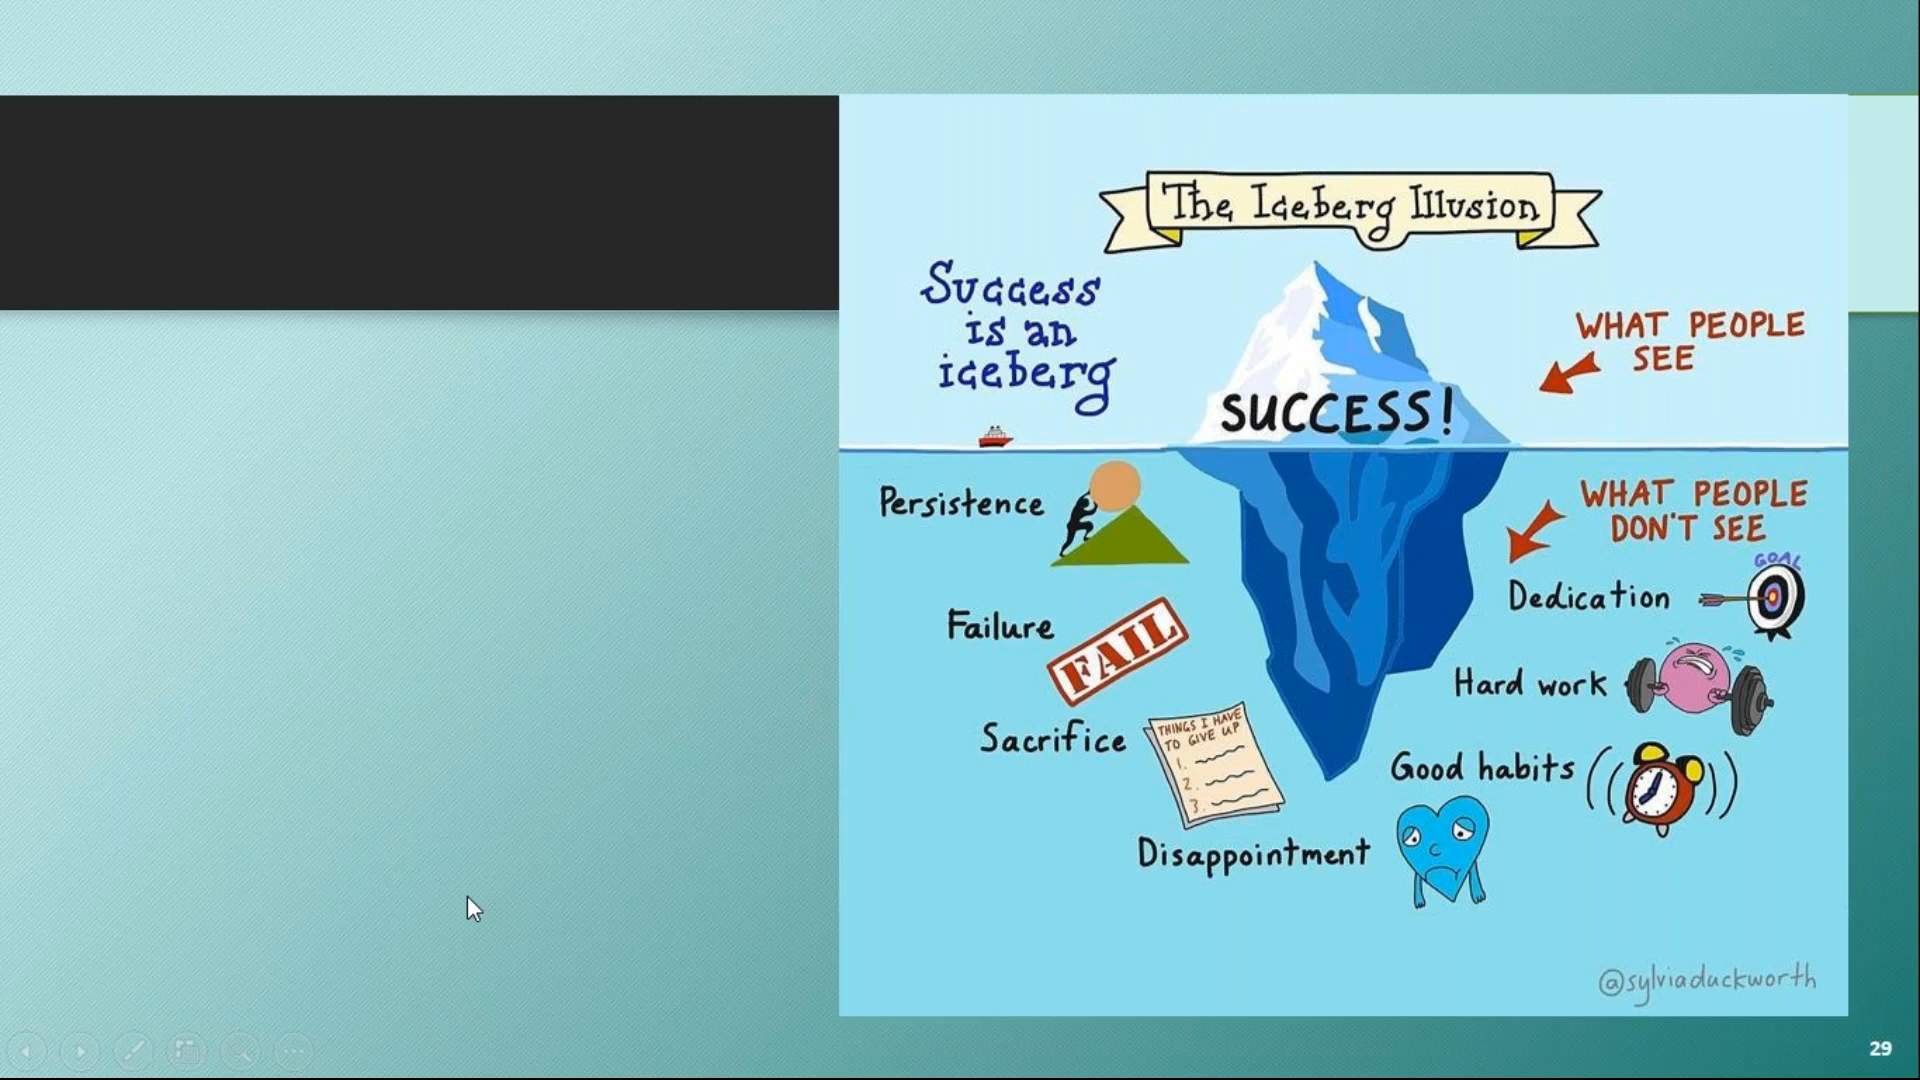 The Iceberg Illusion
Success
is an
iceberg
WHAT PEOPLE
SEE
SUCCESS!
WHAT PEOPLE
DON'T SEE
Persistence
GOAL
Dedication
Failure
FAIL
Hard work
Sacrifice
THINGS I HAVE
TO GIVE UP
1.
2.
3.
Good habits
Disappointment
@sylviaduckworth
29